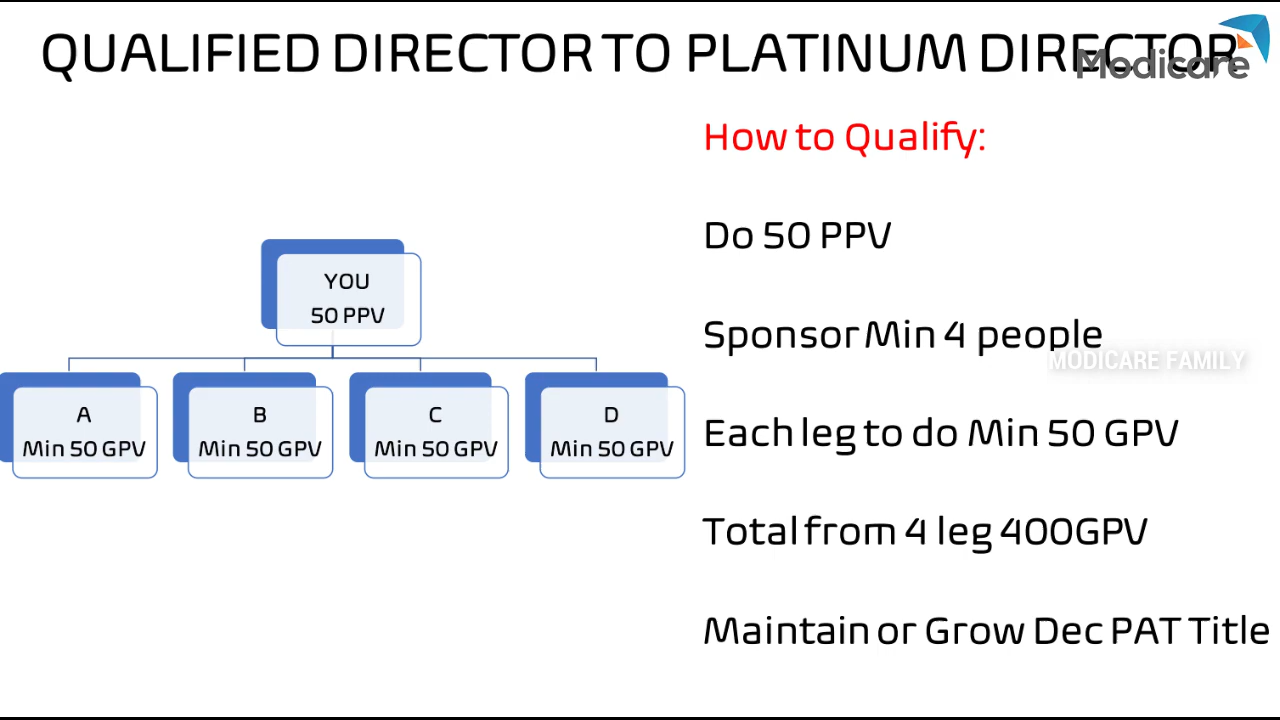 QUALIFIED DIRECTOR TO PLATINUM DIRECTOR
Modicare
How to Qualify:
Do 50 PPV
Sponsor Min 4 people
MODICARE FAMILY
Each leg to do Min 50 GPV
Total from 4 leg 400GPV
Maintain or Grow Dec PAT Title
YOU
50 PPV
A
Min 50 GPV
B
Min 50 GPV
C
Min 50 GPV
D
Min 50 GPV